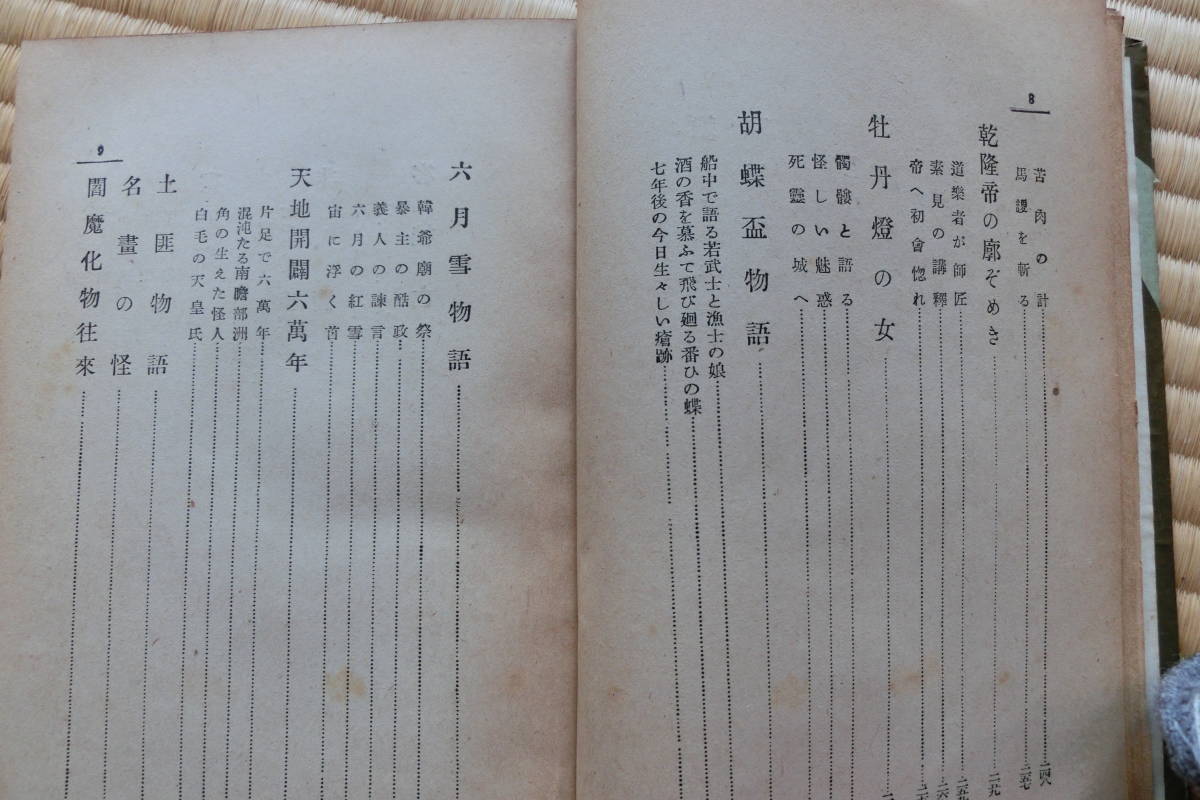 8
苦肉の計
馬謖を斬る
乾隆帝の廓ぞめき
道樂者が師匠
素見の講釋
帝へ初會惚れ
牡丹燈の女
髑髏と語る
怪しい魅惑
死靈の城へ
胡蝶盃物語
船中で語る若武士と漁士の娘
酒の香を慕ふて飛び廻る番ひの蝶
七年後の今日生々しい瘡跡
六月雪物語
韓爺廟の祭
暴主の酷政
義人の諫言
六月の紅雪
宙に浮く首
天地開闢六萬年
片足で六萬年
混沌たる南瞻部洲
角の生えた怪人
白毛の天皇氏
土匪物語
名畫の怪
閻魔化物往來
9